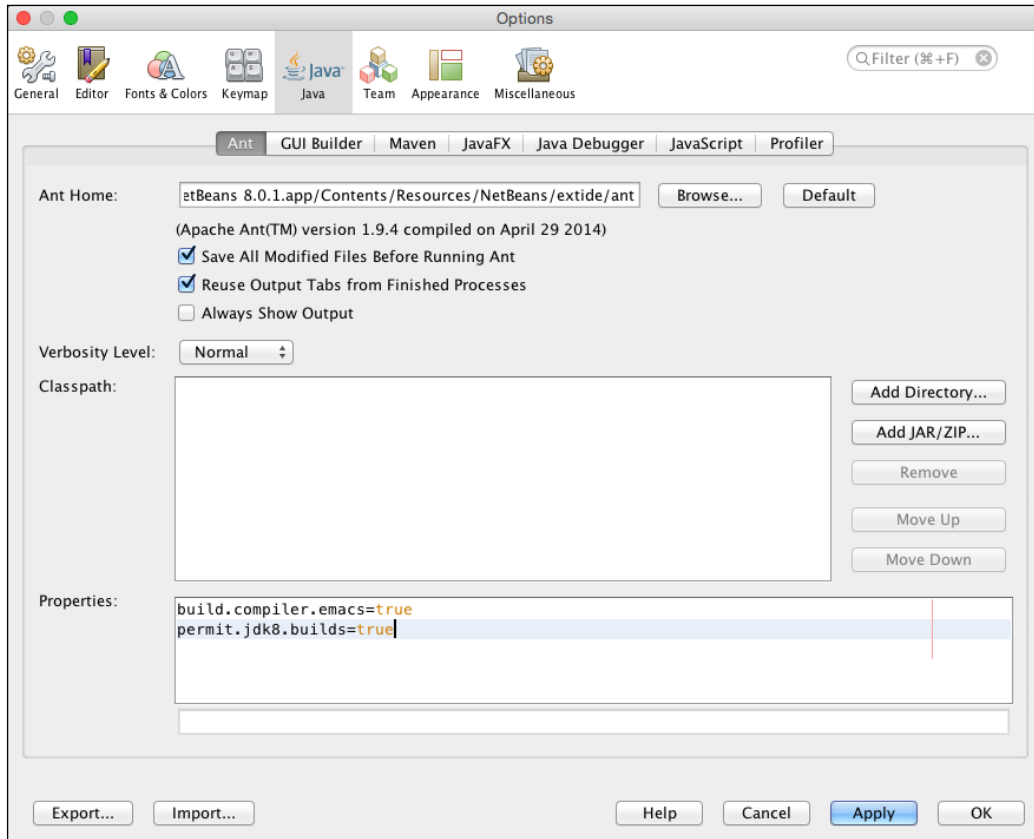 Options
General Editor Fonts & Colors Keymap Java Team Appearance Miscellaneous
Filter (⌘+F)
Java
Ant GUI Builder Maven JavaFX Java Debugger JavaScript Profiler
Ant Home: etBeans 8.0.1.app/Contents/Resources/NetBeans/extide/ant Browse... Default
(Apache Ant(TM) version 1.9.4 compiled on April 29 2014)
Save All Modified Files Before Running Ant
Reuse Output Tabs from Finished Processes
Always Show Output
Verbosity Level: Normal
Classpath:
Add Directory...
Add JAR/ZIP...
Remove
Move Up
Move Down
Properties:
build.compiler.emacs=true
permit.jdk8.builds=true
Export... Import... Help Cancel Apply OK